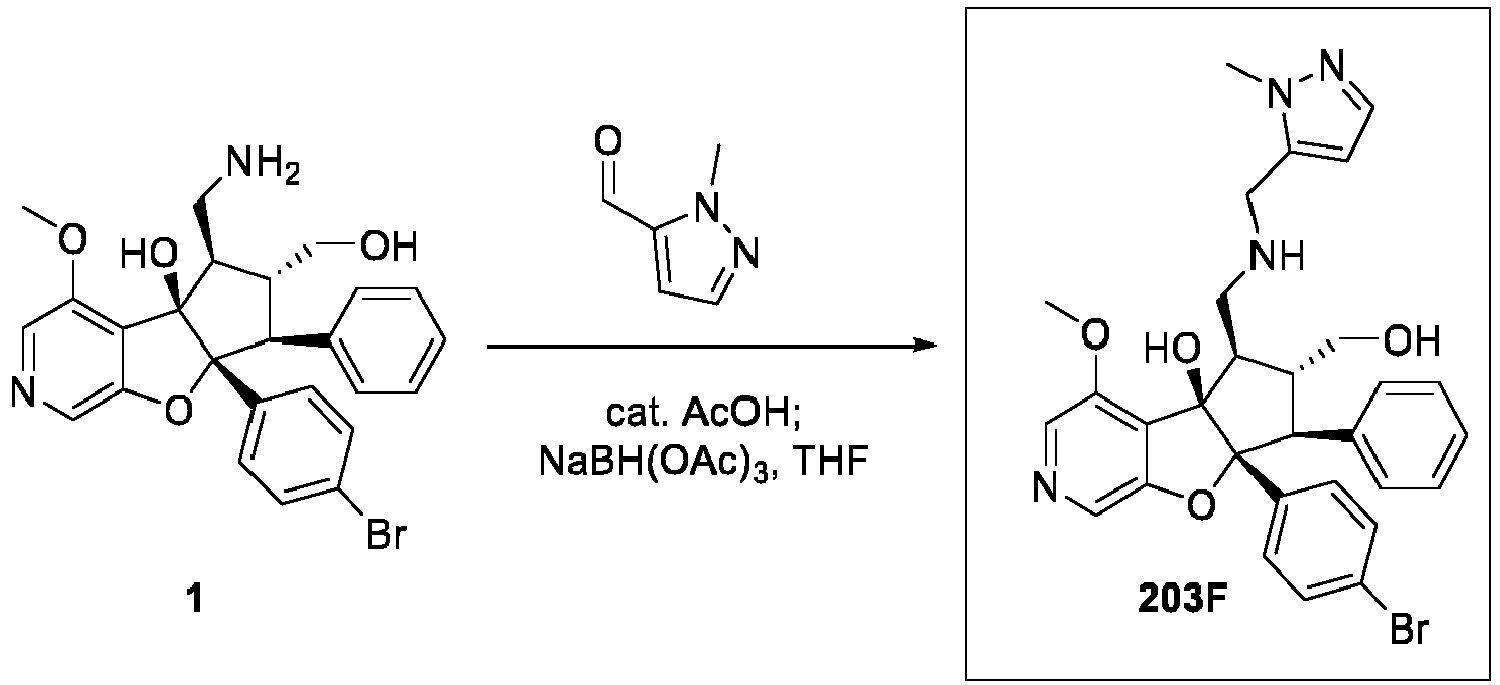 NH₂
O
HO
OH
N
O
Br
1
O
N
N
cat. AcOH;
NaBH(OAc)₃, THF
N
N
NH
O
HO
OH
N
O
Br
203F